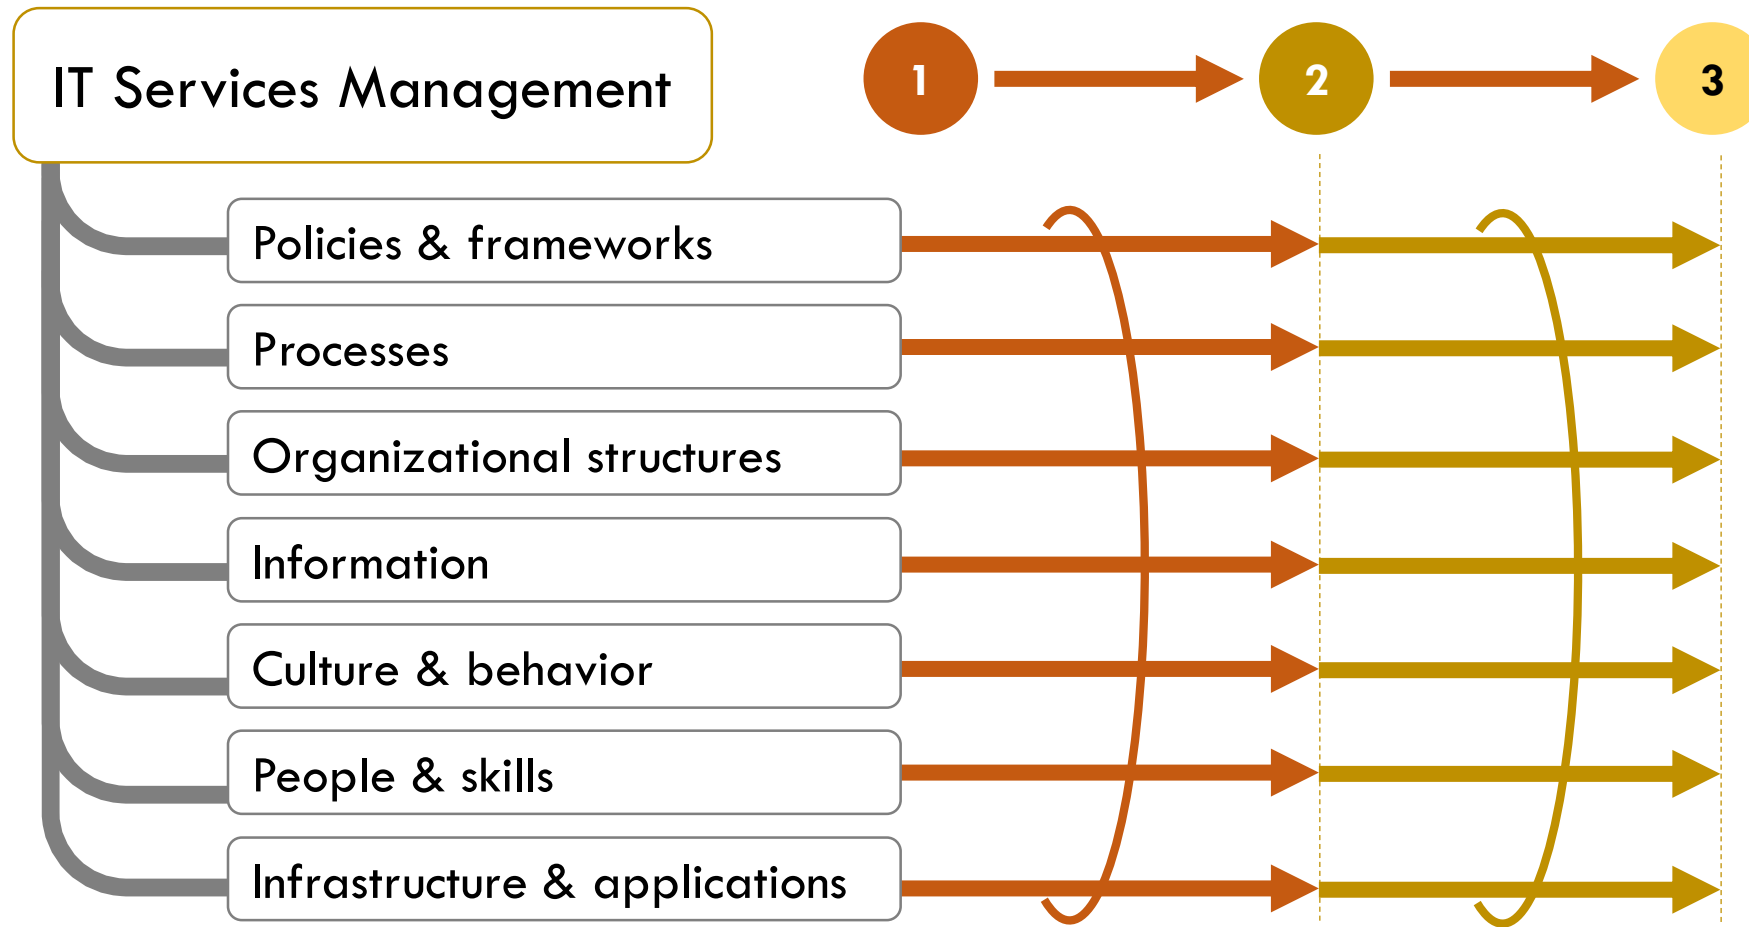 IT Services Management
1
2
3
Policies & frameworks
Processes
Organizational structures
Information
Culture & behavior
People & skills
Infrastructure & applications